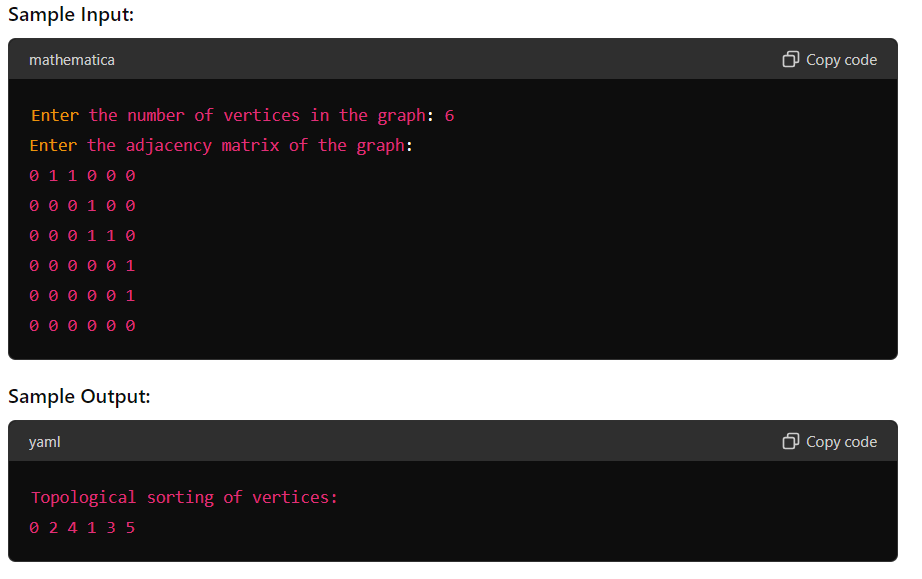 Sample Input:
mathematica
Copy code
Enter the number of vertices in the graph: 6
Enter the adjacency matrix of the graph:
0 1 1 0 0 0
0 0 0 1 0 0
0 0 0 1 1 0
0 0 0 0 0 1
0 0 0 0 0 1
0 0 0 0 0 0
Sample Output:
yaml
Copy code
Topological sorting of vertices:
0 2 4 1 3 5